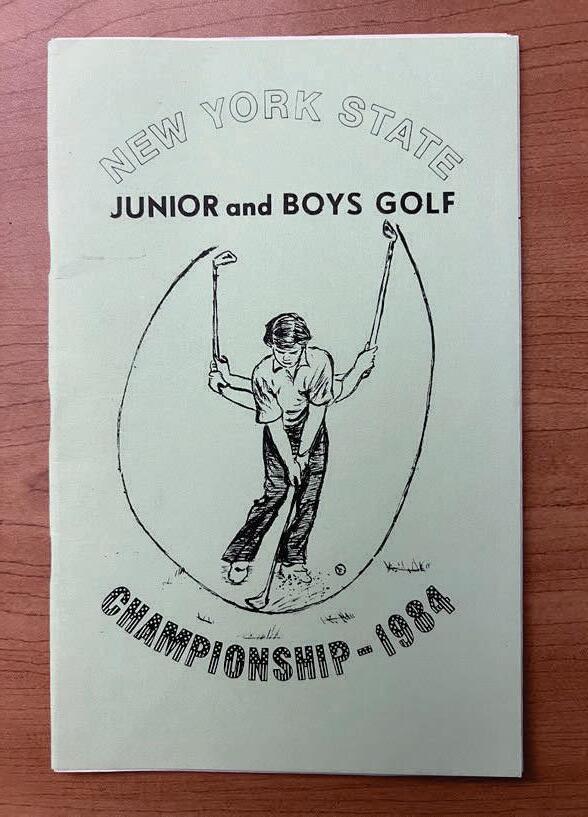 NEW YORK STATE
JUNIOR and BOYS GOLF
CHAMPIONSHIP - 1984